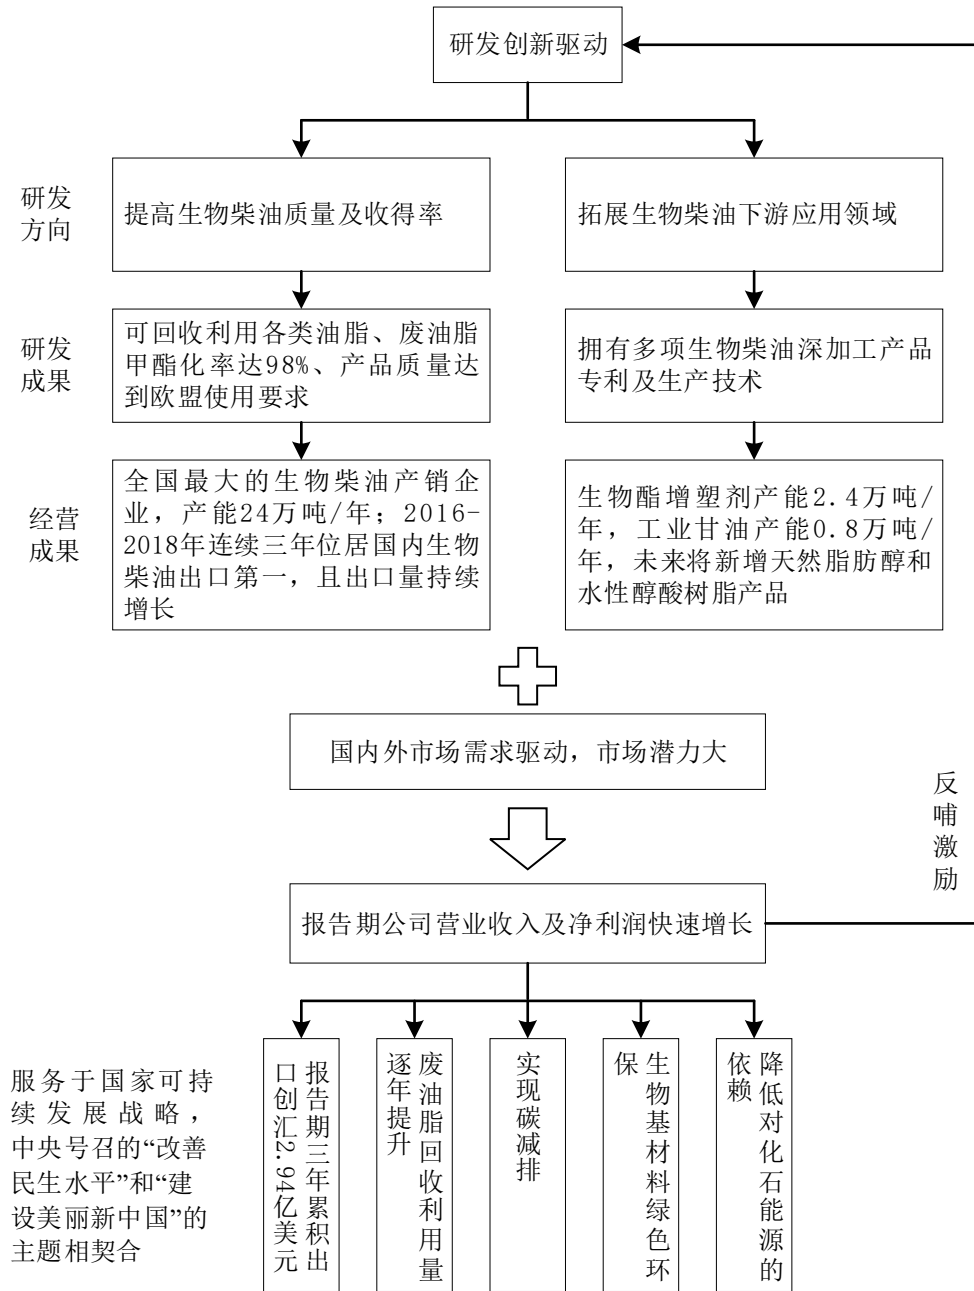 研发创新驱动
研发
方向
提高生物柴油质量及收得率
拓展生物柴油下游应用领域
研发
成果
可回收利用各类油脂、废油脂
甲酯化率达98%、产品质量达
到欧盟使用要求
拥有多项生物柴油深加工产品
专利及生产技术
经营
成果
全国最大的生物柴油产销企
业，产能24万吨/年；2016-
2018年连续三年位居国内生物
柴油出口第一，且出口量持续
增长
生物酯增塑剂产能2.4万吨/
年，工业甘油产能0.8万吨/
年，未来将新增天然脂肪醇和
水性醇酸树脂产品
国内外市场需求驱动，市场潜力大
反哺激励
报告期公司营业收入及净利润快速增长
服务于国家可持
续发展战略，
中央号召的“改善
民生水平”和“建
设美丽新中国”的
主题相契合
报告期三年累积出
口创汇2.94亿美元
废油脂回收利用量
逐年提升
实现碳减排
生物基材料绿色环
保
降低对化石能源的
依赖